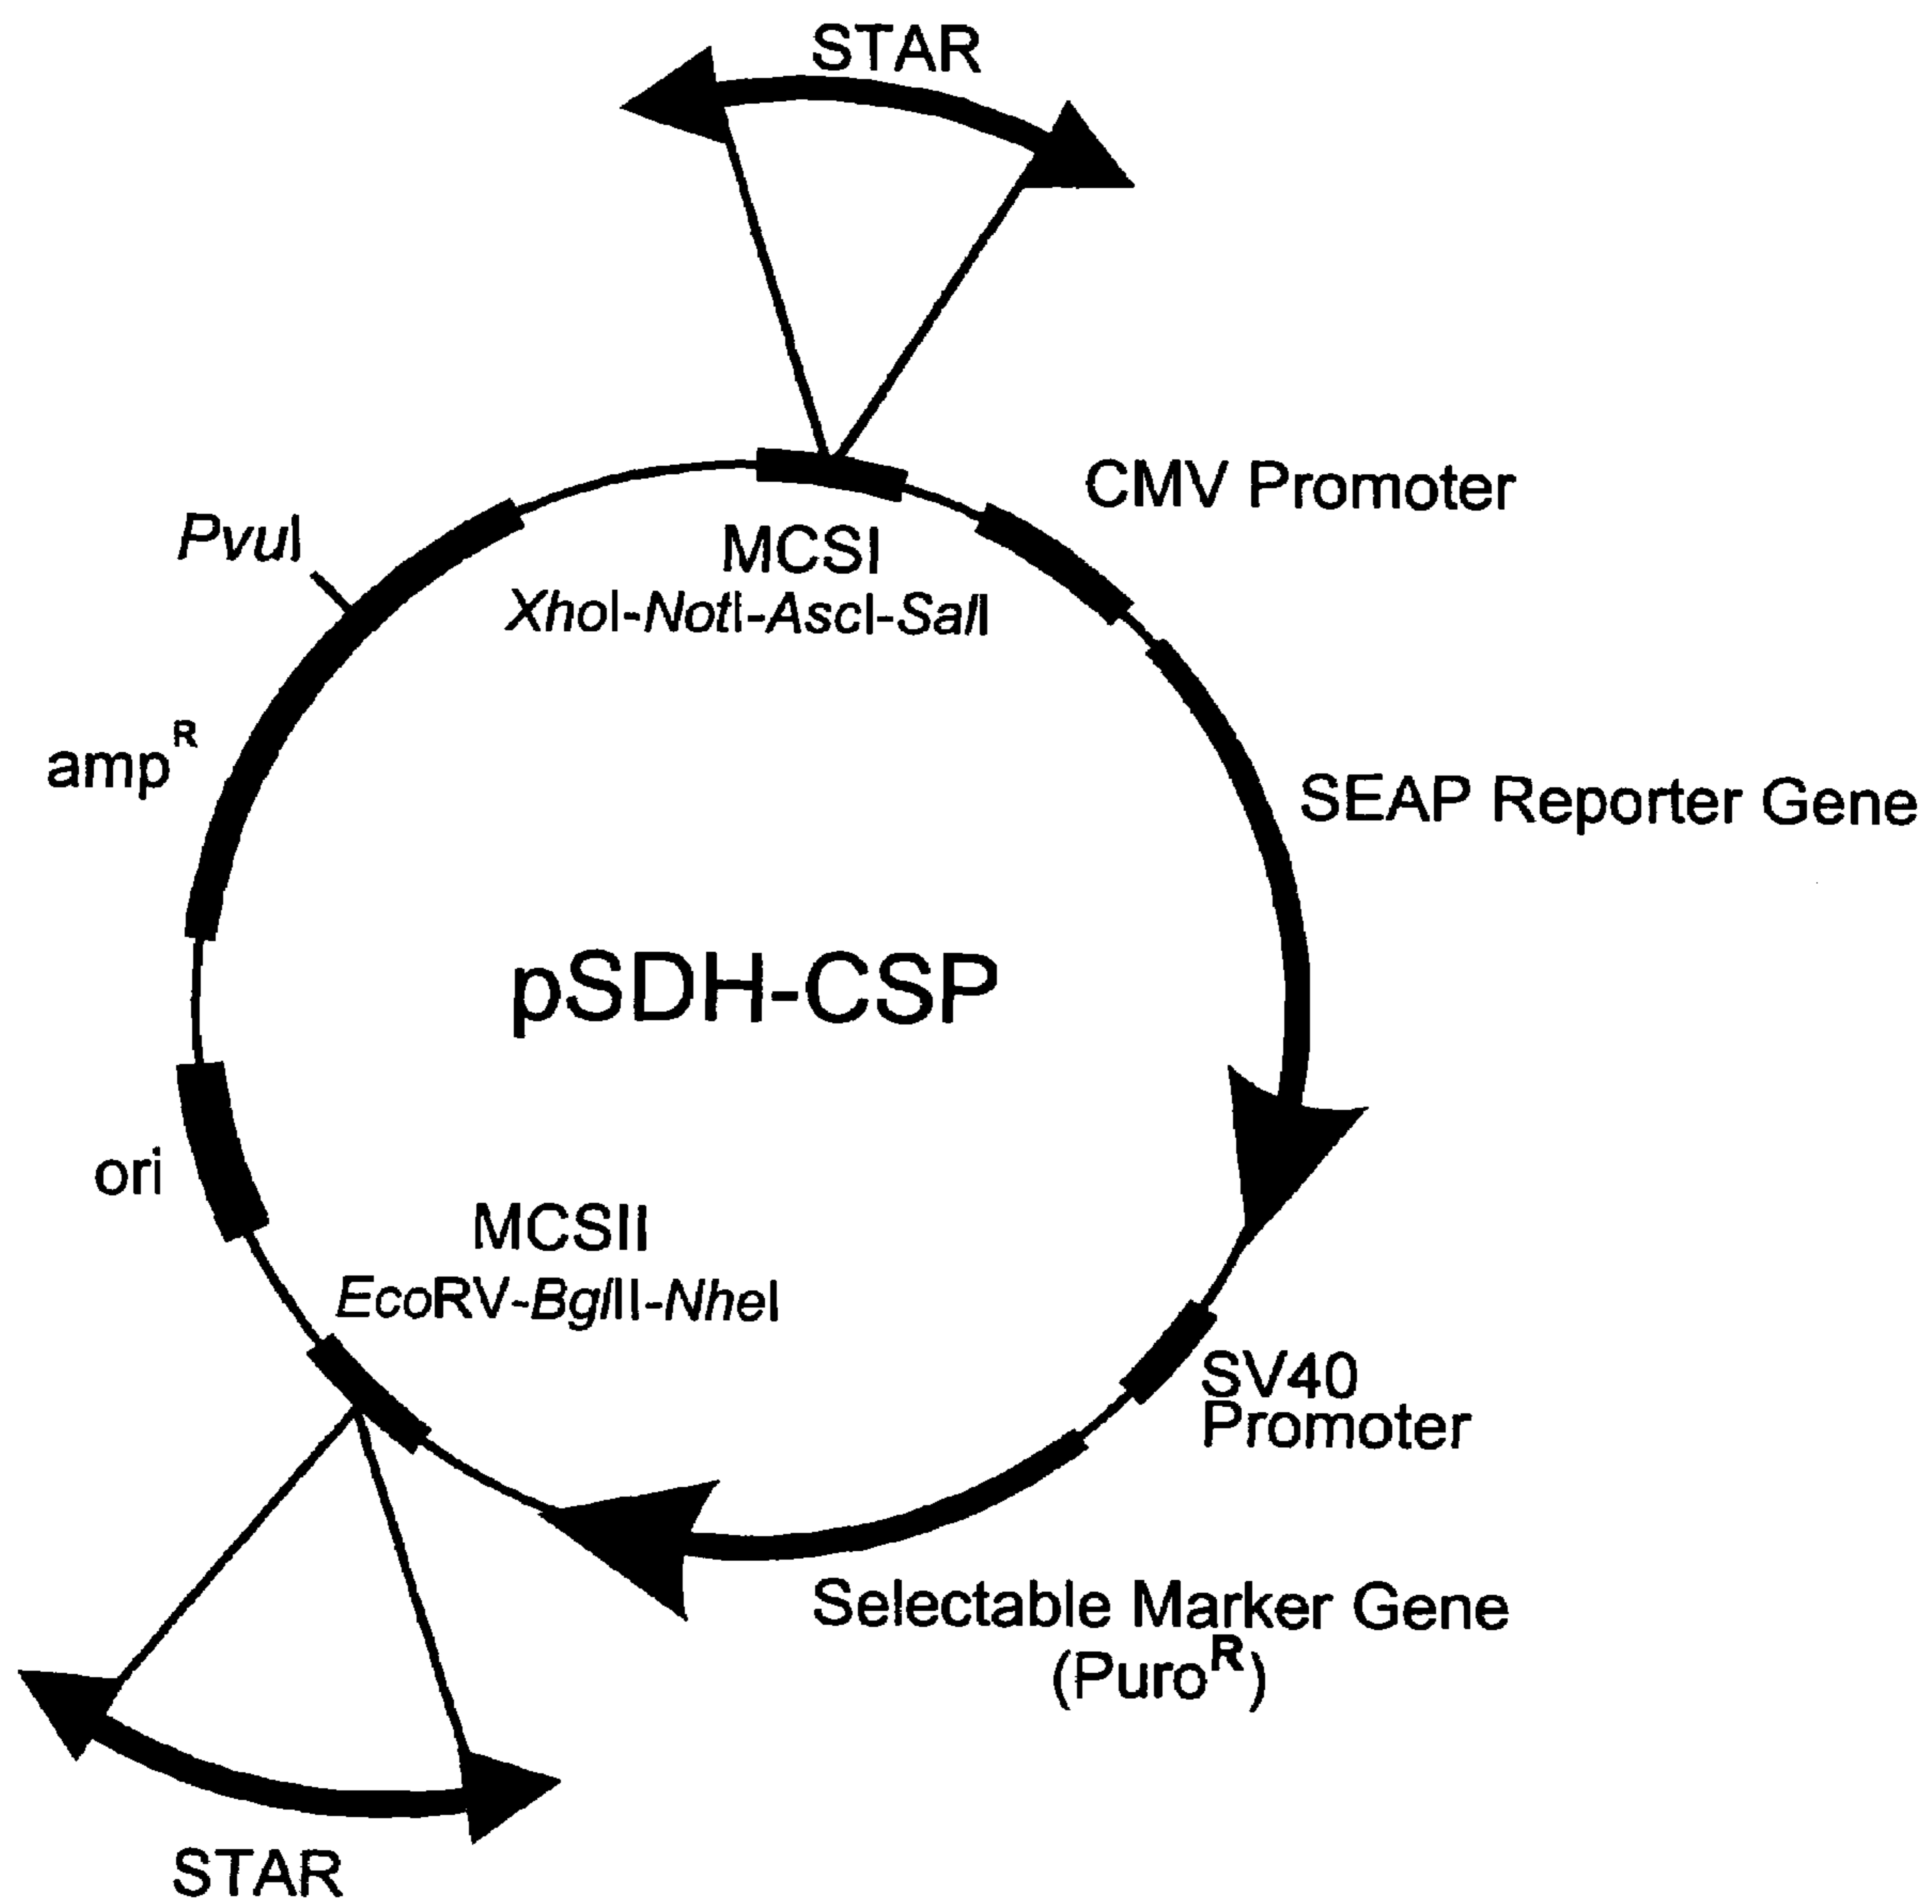 STAR
CMV Promoter
PvuI
MCSI
XhoI-NotI-AscI-SalI
amp^R
SEAP Reporter Gene
pSDH-CSP
ori
MCSII
EcoRV-BglII-NheI
SV40
Promoter
Selectable Marker Gene
(Puro^R)
STAR